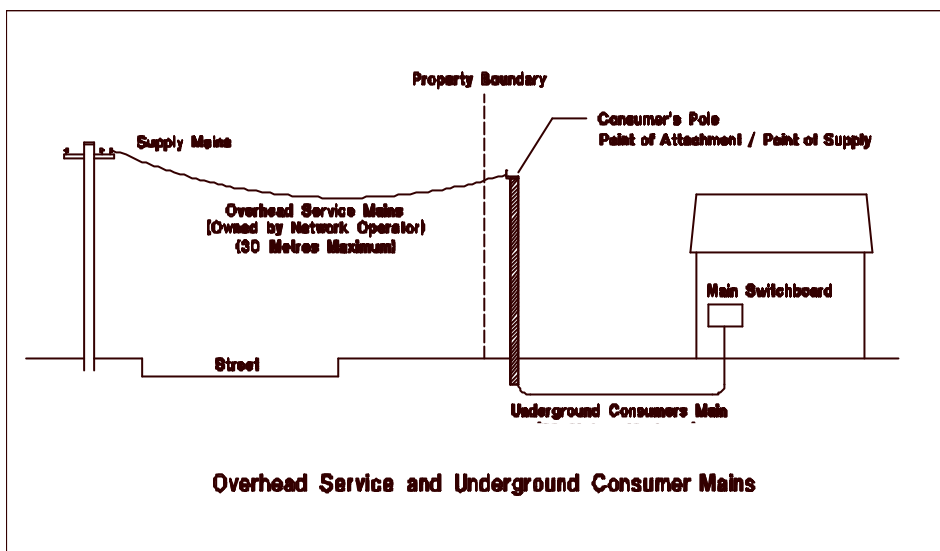 Property Boundary
Supply Mains
Consumer's Pole
Point of Attachment / Point of Supply
Overhead Service Mains
(Owned by Network Operator)
(30 Metres Maximum)
Main Switchboard
Street
Underground Consumers Main
Overhead Service and Underground Consumer Mains